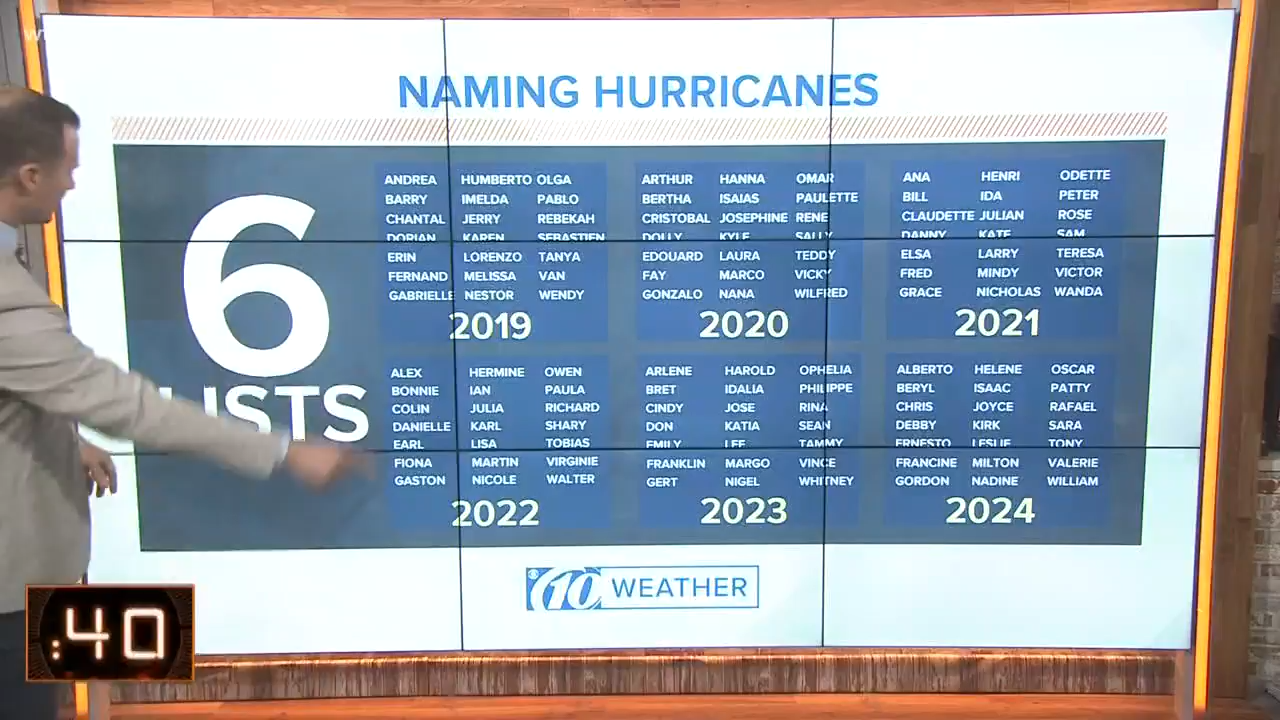 NAMING HURRICANES
6
LISTS
ANDREA HUMBERTO OLGA
BARRY IMELDA PABLO
CHANTAL JERRY REBEKAH
DORIAN KAREN SEBASTIEN
ERIN LORENZO TANYA
FERNAND MELISSA VAN
GABRIELLE NESTOR WENDY
2019
ARTHUR HANNA OMAR
BERTHA ISAIAS PAULETTE
CRISTOBAL JOSEPHINE RENE
DOLLY KYLE SALLY
EDOUARD LAURA TEDDY
FAY MARCO VICKY
GONZALO NANA WILFRED
2020
ANA HENRI ODETTE
BILL IDA PETER
CLAUDETTE JULIAN ROSE
DANNY KATE SAM
ELSA LARRY TERESA
FRED MINDY VICTOR
GRACE NICHOLAS WANDA
2021
ALEX HERMINE OWEN
BONNIE IAN PAULA
COLIN JULIA RICHARD
DANIELLE KARL SHARY
EARL LISA TOBIAS
FIONA MARTIN VIRGINIE
GASTON NICOLE WALTER
2022
ARLENE HAROLD OPHELIA
BRET IDALIA PHILIPPE
CINDY JOSE RINA
DON KATIA SEAN
EMILY LEE TAMMY
FRANKLIN MARGO VINCE
GERT NIGEL WHITNEY
2023
ALBERTO HELENE OSCAR
BERYL ISAAC PATTY
CHRIS JOYCE RAFAEL
DEBBY KIRK SARA
ERNESTO LESLIE TONY
FRANCINE MILTON VALERIE
GORDON NADINE WILLIAM
2024
10 WEATHER
:40